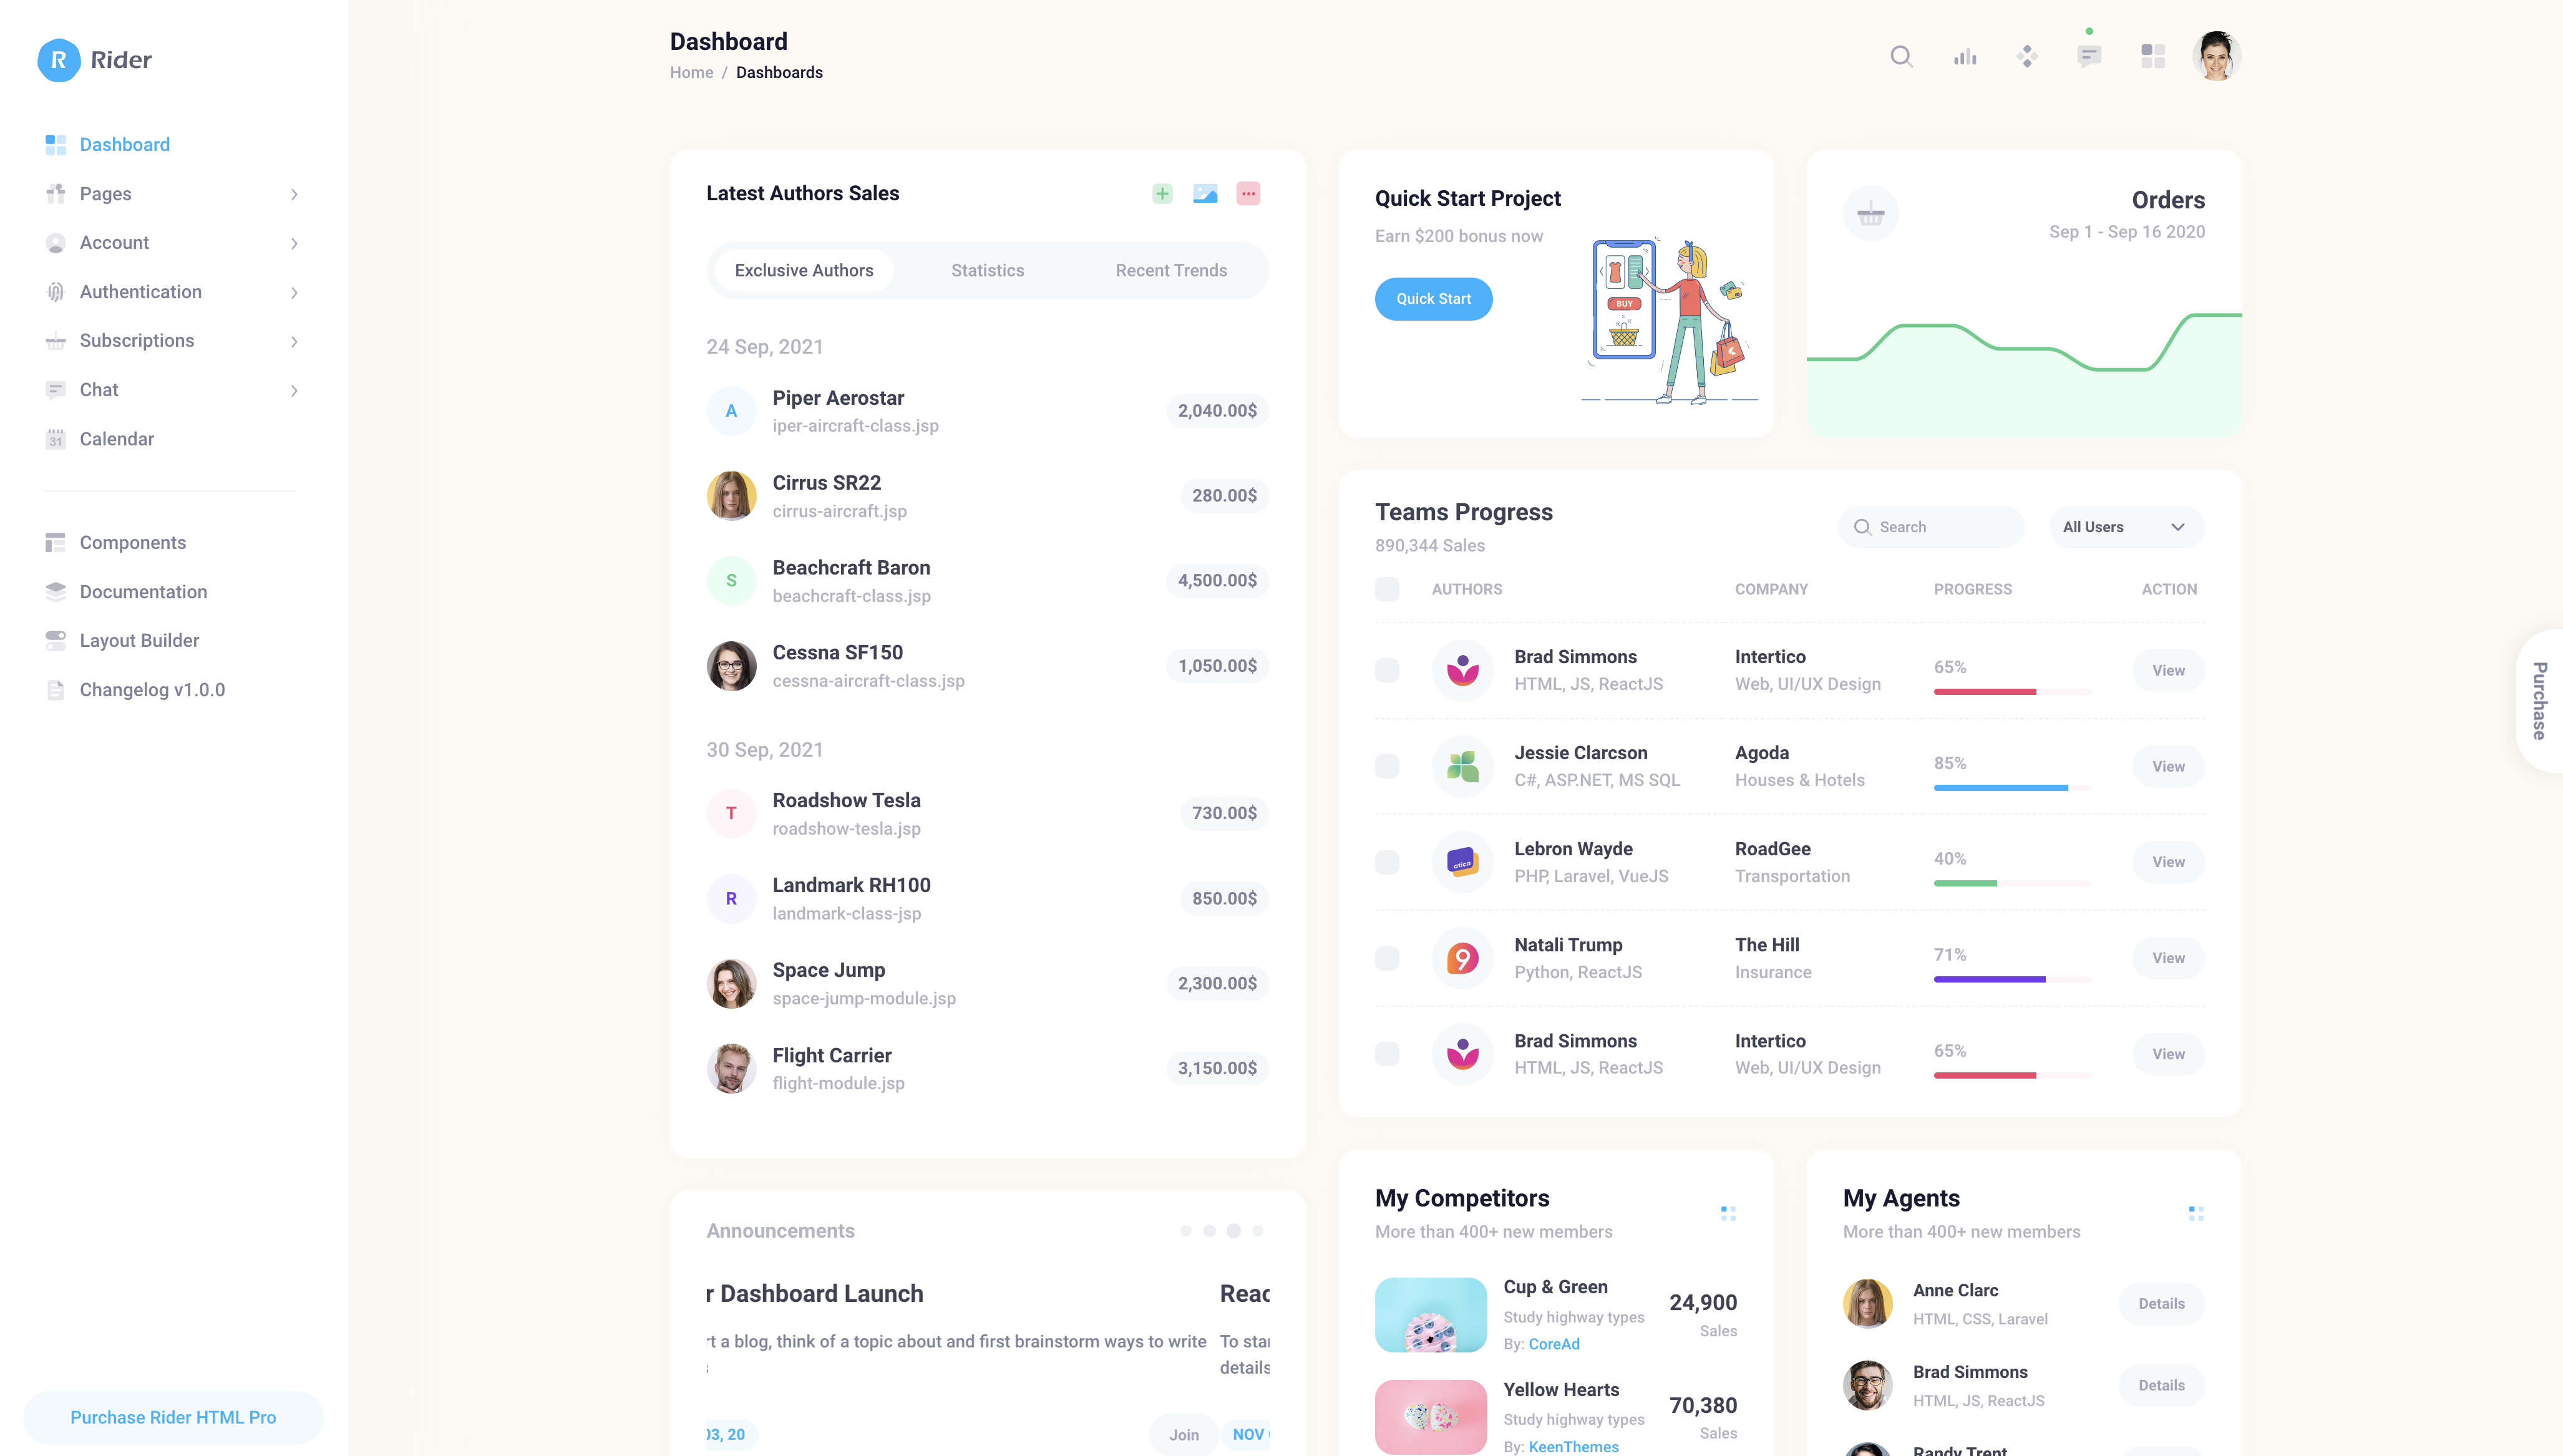 R Rider
Dashboard
Pages
Account
Authentication
Subscriptions
Chat
31 Calendar
Components
Documentation
Layout Builder
Changelog v1.0.0
Purchase Rider HTML Pro
Dashboard
Home / Dashboards
Latest Authors Sales
Exclusive Authors Statistics Recent Trends
24 Sep, 2021
A Piper Aerostar
iper-aircraft-class.jsp
2,040.00$
Cirrus SR22
cirrus-aircraft.jsp
280.00$
S Beachcraft Baron
beachcraft-class.jsp
4,500.00$
Cessna SF150
cessna-aircraft-class.jsp
1,050.00$
30 Sep, 2021
T Roadshow Tesla
roadshow-tesla.jsp
730.00$
R Landmark RH100
landmark-class-jsp
850.00$
Space Jump
space-jump-module.jsp
2,300.00$
Flight Carrier
flight-module.jsp
3,150.00$
Announcements
r Dashboard Launch
rt a blog, think of a topic about and first brainstorm ways to write
03, 20 Join
Reac
To star
details
NOV
Quick Start Project
Earn $200 bonus now
Quick Start
BUY
Orders
Sep 1 - Sep 16 2020
Teams Progress
890,344 Sales
Search
All Users
AUTHORS COMPANY PROGRESS ACTION
Brad Simmons
HTML, JS, ReactJS
Intertico
Web, UI/UX Design
65%
View
Jessie Clarcson
C#, ASP.NET, MS SQL
Agoda
Houses & Hotels
85%
View
atica
Lebron Wayde
PHP, Laravel, VueJS
RoadGee
Transportation
40%
View
9
Natali Trump
Python, ReactJS
The Hill
Insurance
71%
View
Brad Simmons
HTML, JS, ReactJS
Intertico
Web, UI/UX Design
65%
View
My Competitors
More than 400+ new members
Cup & Green
Study highway types
By: CoreAd
24,900
Sales
Yellow Hearts
Study highway types
By: KeenThemes
70,380
Sales
My Agents
More than 400+ new members
Anne Clarc
HTML, CSS, Laravel
Details
Brad Simmons
HTML, JS, ReactJS
Details
Randy Trent
Purchase